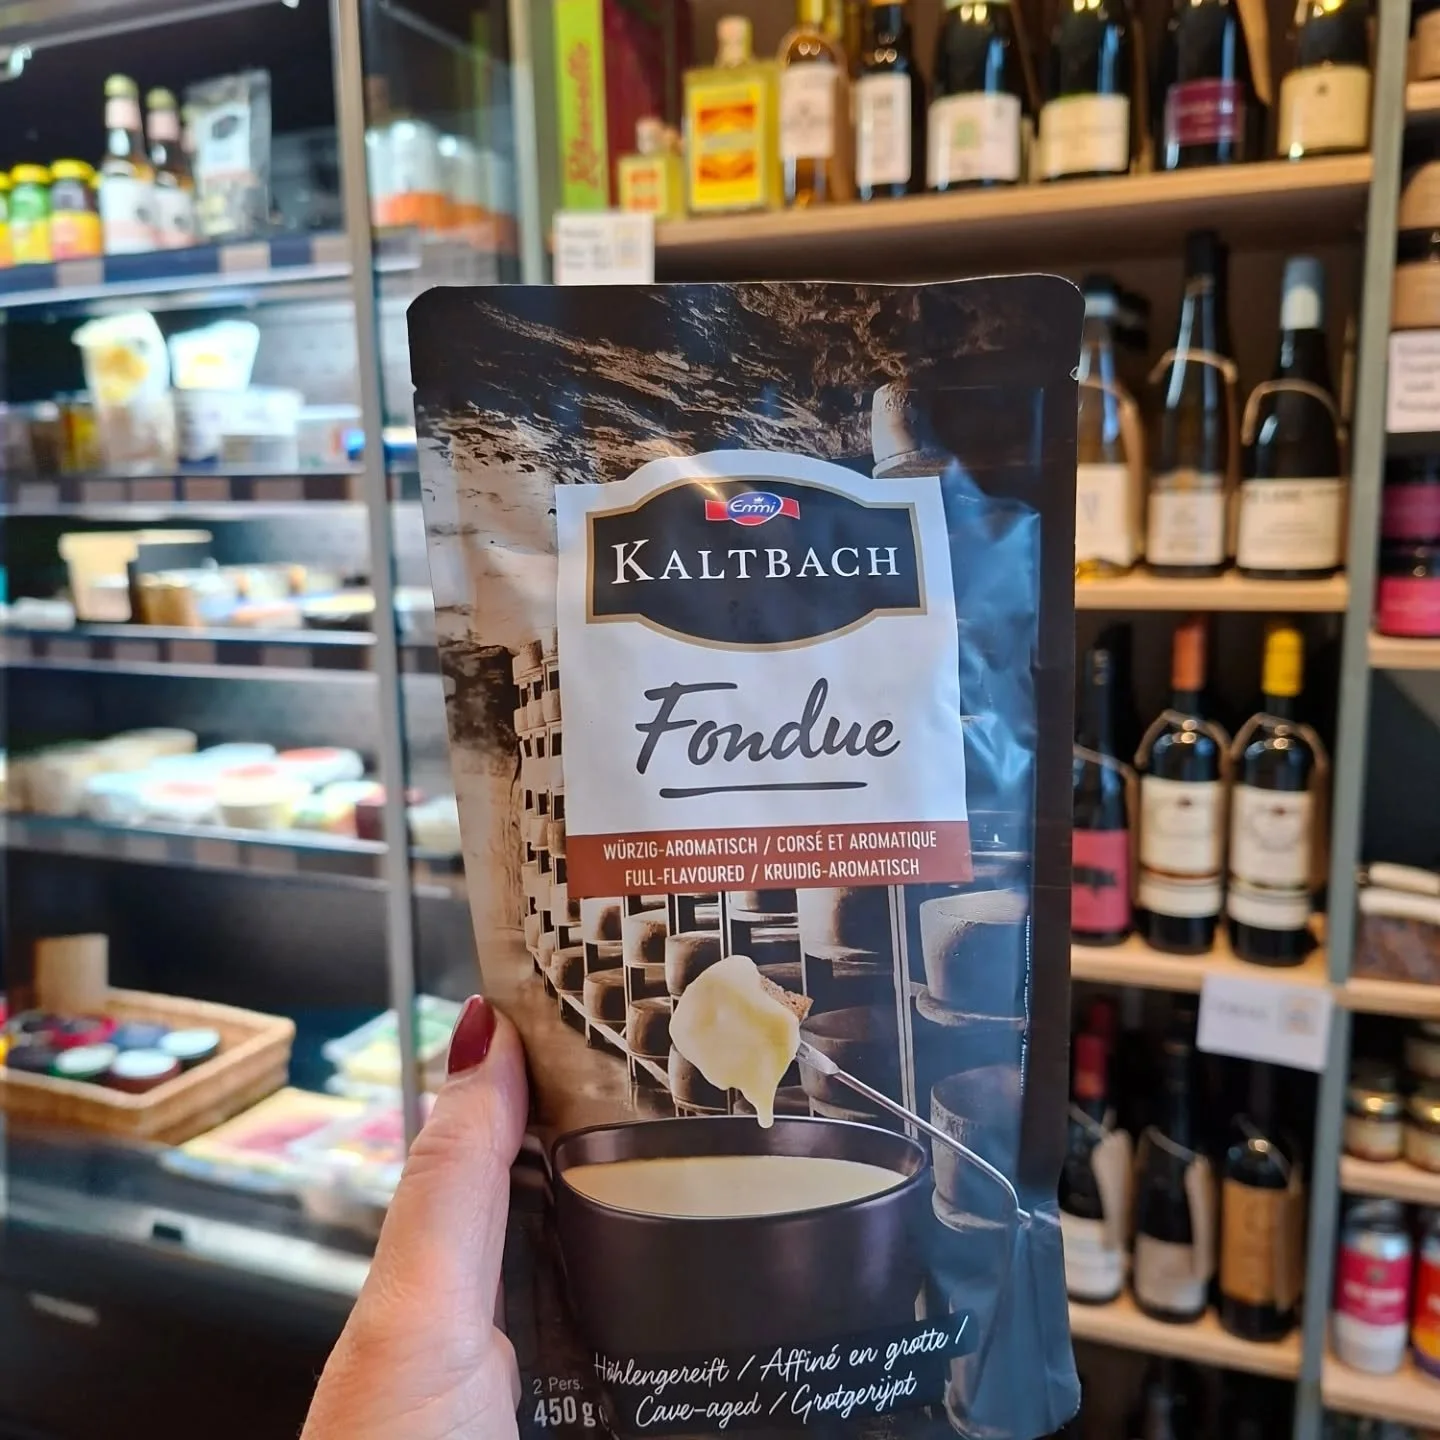 Emmi
KALTBACH
Fondue
WÜRZIG-AROMATISCH / CORSÉ ET AROMATIQUE
FULL-FLAVOURED / KRUIDIG-AROMATISCH
Höhlengereift / Affiné en grotte /
Cave-aged / Grotgerijpt
2 Pers.
450 g